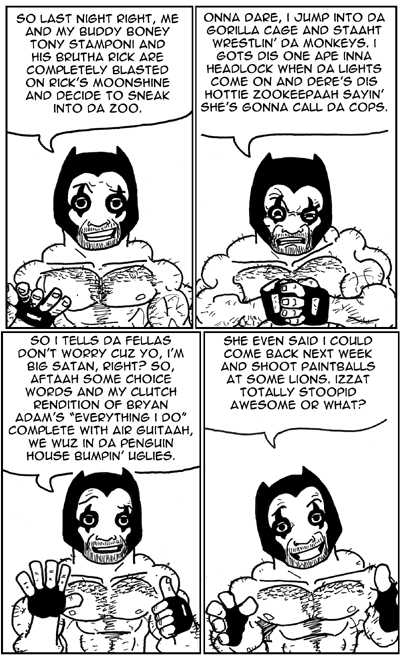 SO LAST NIGHT RIGHT, ME
AND MY BUDDY BONEY
TONY STAMPONI AND
HIS BRUTHA RICK ARE
COMPLETELY BLASTED
ON RICK'S MOONSHINE
AND DECIDE TO SNEAK
INTO DA ZOO.
ONNA DARE, I JUMP INTO DA
GORILLA CAGE AND STAAHT
WRESTLIN' DA MONKEYS. I
GOTS DIS ONE APE INNA
HEADLOCK WHEN DA LIGHTS
COME ON AND DERE'S DIS
HOTTIE ZOOKEEPAAH SAYIN'
SHE'S GONNA CALL DA COPS.
SO I TELLS DA FELLAS
DON'T WORRY CUZ YO, I'M
BIG SATAN, RIGHT? SO,
AFTAAH SOME CHOICE
WORDS AND MY CLUTCH
RENDITION OF BRYAN
ADAM'S "EVERYTHING I DO"
COMPLETE WITH AIR GUITAAH,
WE WUZ IN DA PENGUIN
HOUSE BUMPIN' UGLIES.
SHE EVEN SAID I COULD
COME BACK NEXT WEEK
AND SHOOT PAINTBALLS
AT SOME LIONS. IZZAT
TOTALLY STOOPID
AWESOME OR WHAT?